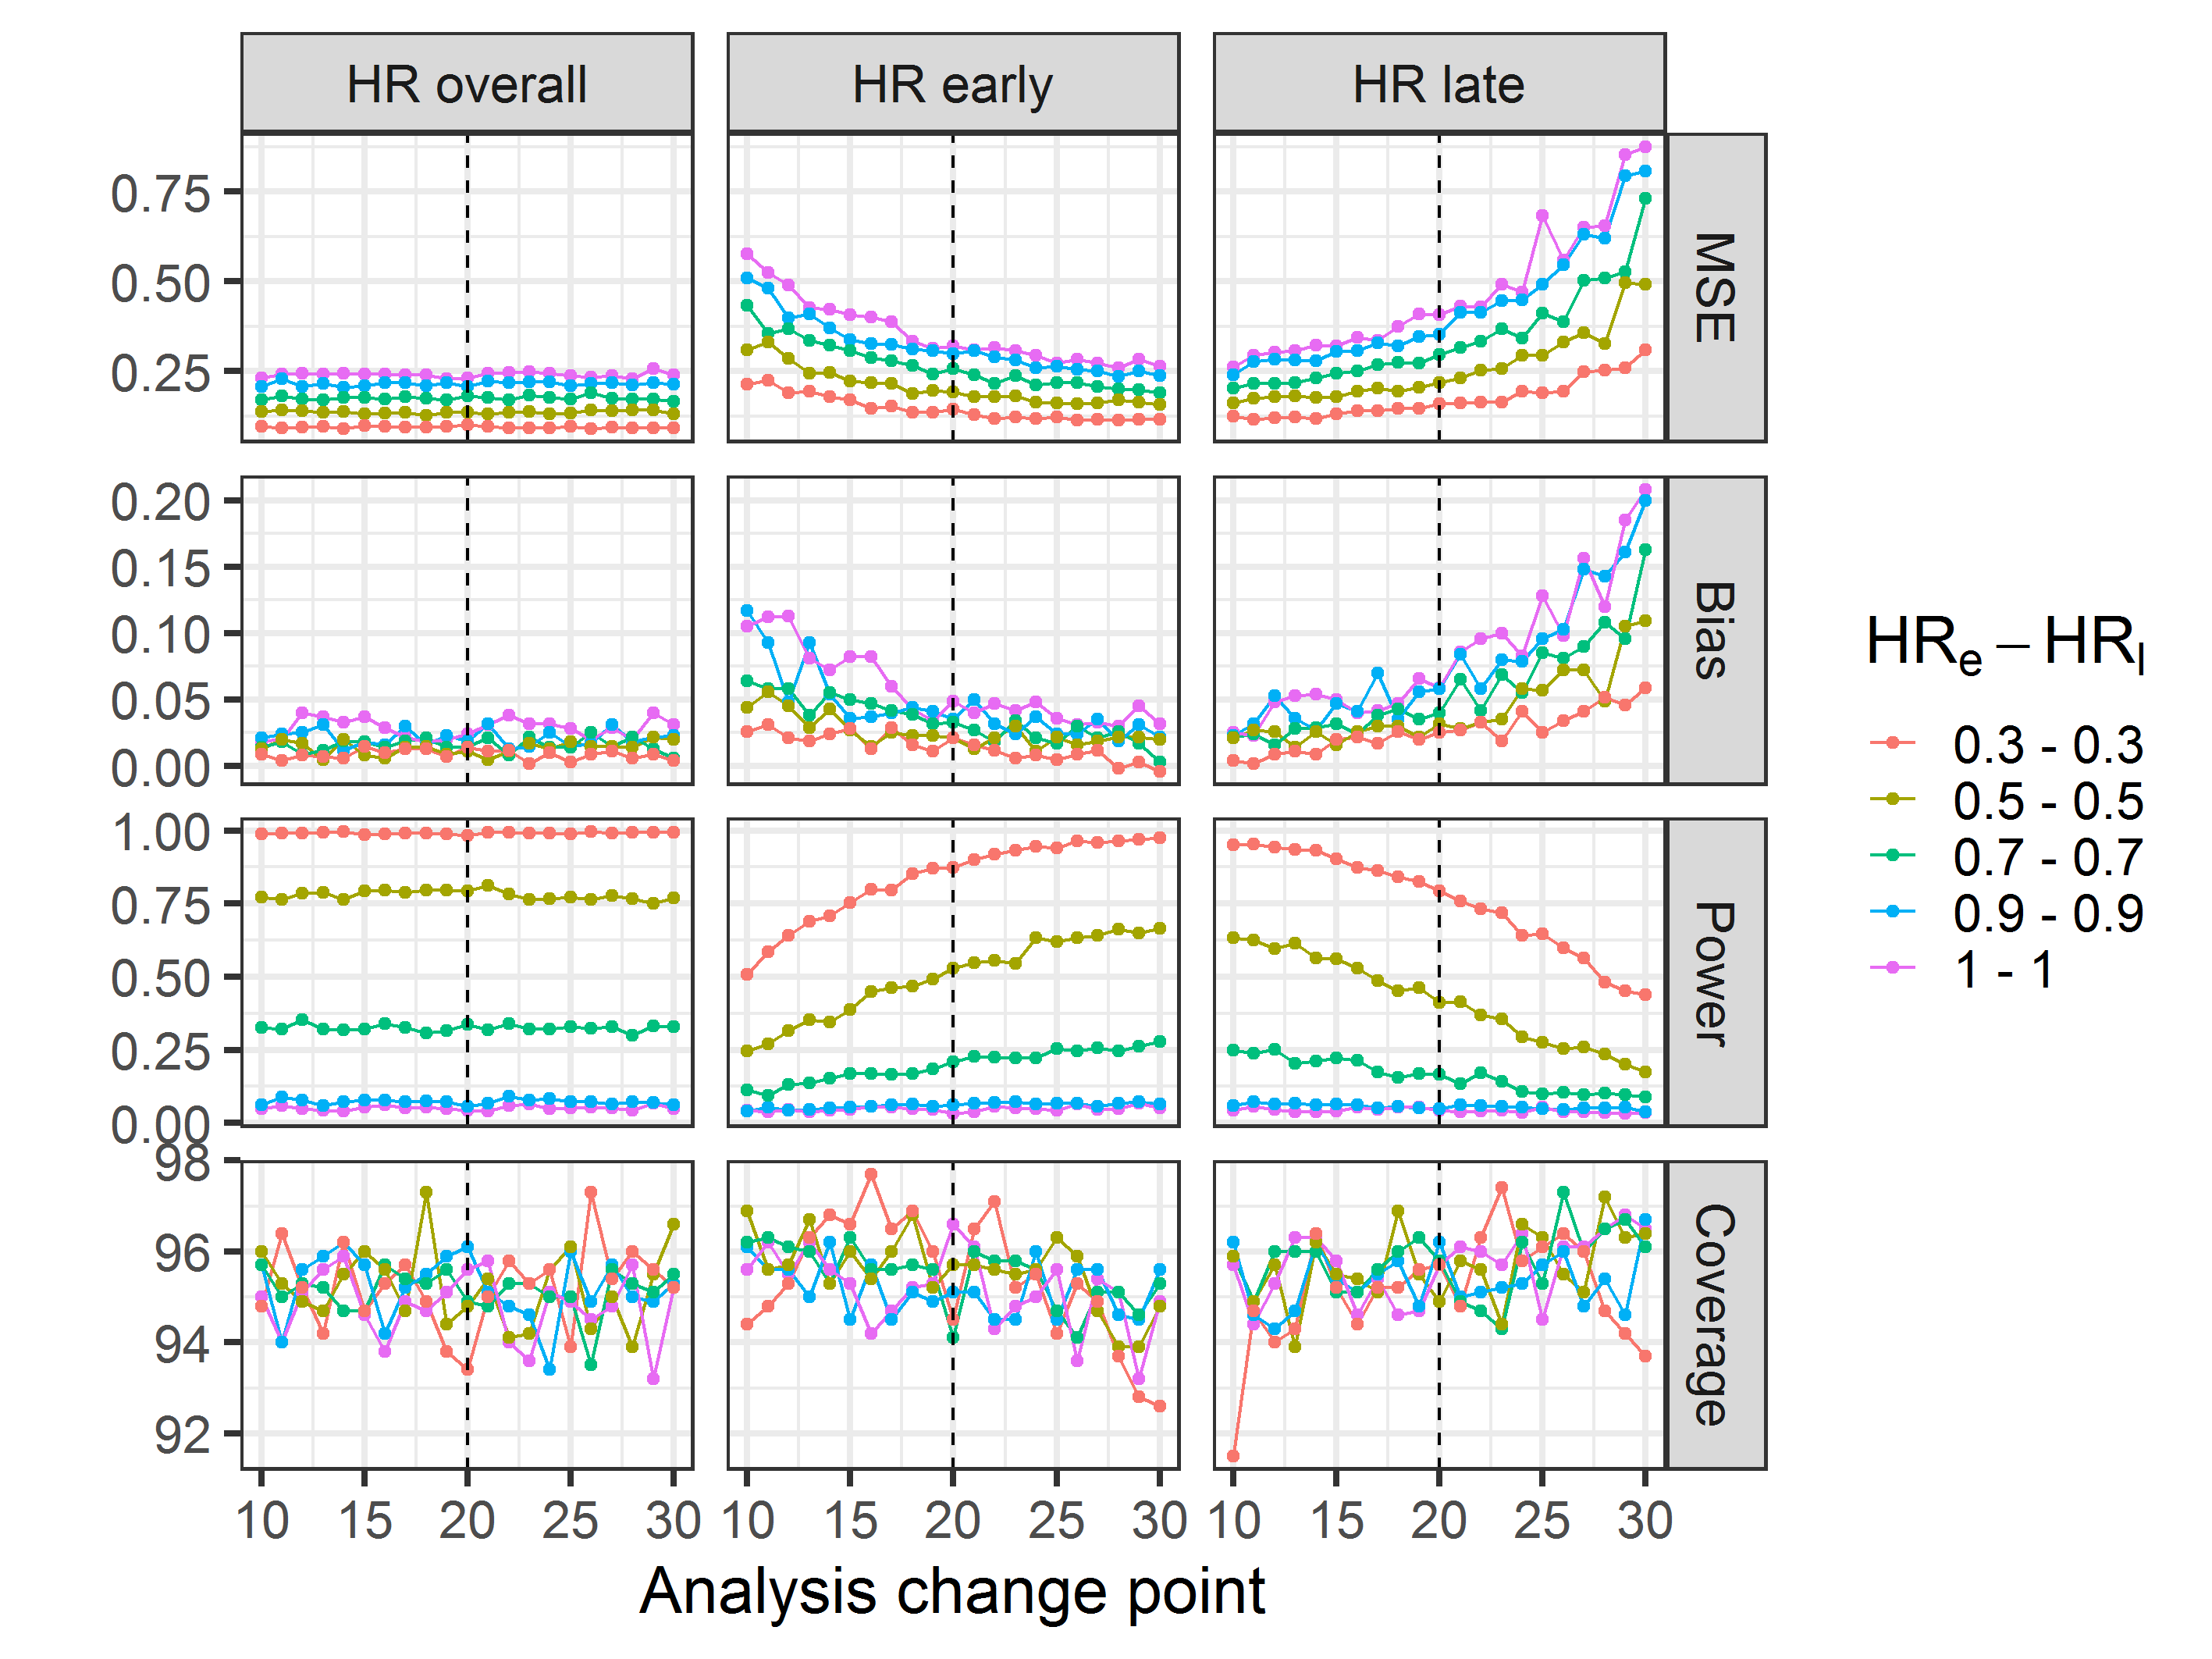 HR overall HR early HR late
0.75
0.50
0.25
MSE
0.20
0.15
0.10
0.05
0.00
Bias
1.00
0.75
0.50
0.25
0.00
Power
98
96
94
92
Coverage
10 15 20 25 30 10 15 20 25 30 10 15 20 25 30
Analysis change point
HRe – HRl
0.3 - 0.3
0.5 - 0.5
0.7 - 0.7
0.9 - 0.9
1 - 1